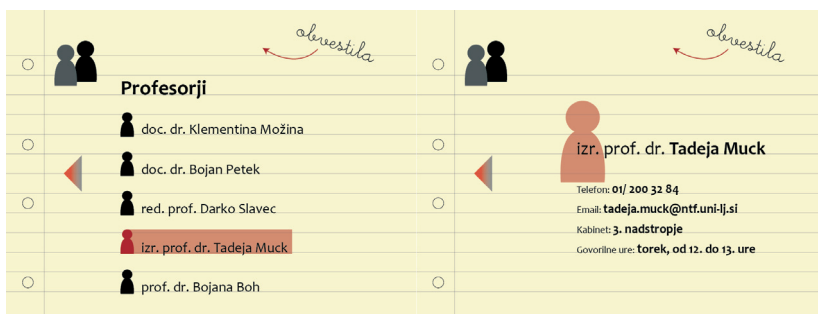 obvestila
Profesorji
doc. dr. Klementina Možina
doc. dr. Bojan Petek
red. prof. Darko Slavec
izr. prof. dr. Tadeja Muck
prof. dr. Bojana Boh
obvestila
izr. prof. dr. Tadeja Muck
Telefon: 01/ 200 32 84
Email: tadeja.muck@ntf.uni-lj.si
Kabinet: 3. nadstropje
Govorilne ure: torek, od 12. do 13. ure